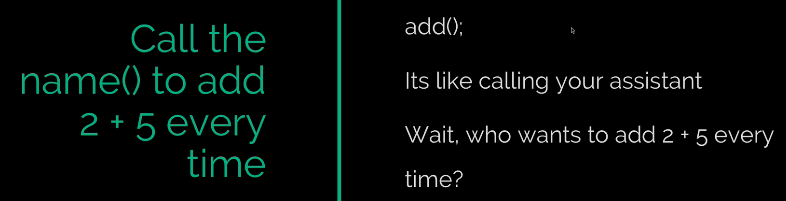 Call the
name() to add
2 + 5 every
time
add();
Its like calling your assistant
Wait, who wants to add 2 + 5 every
time?